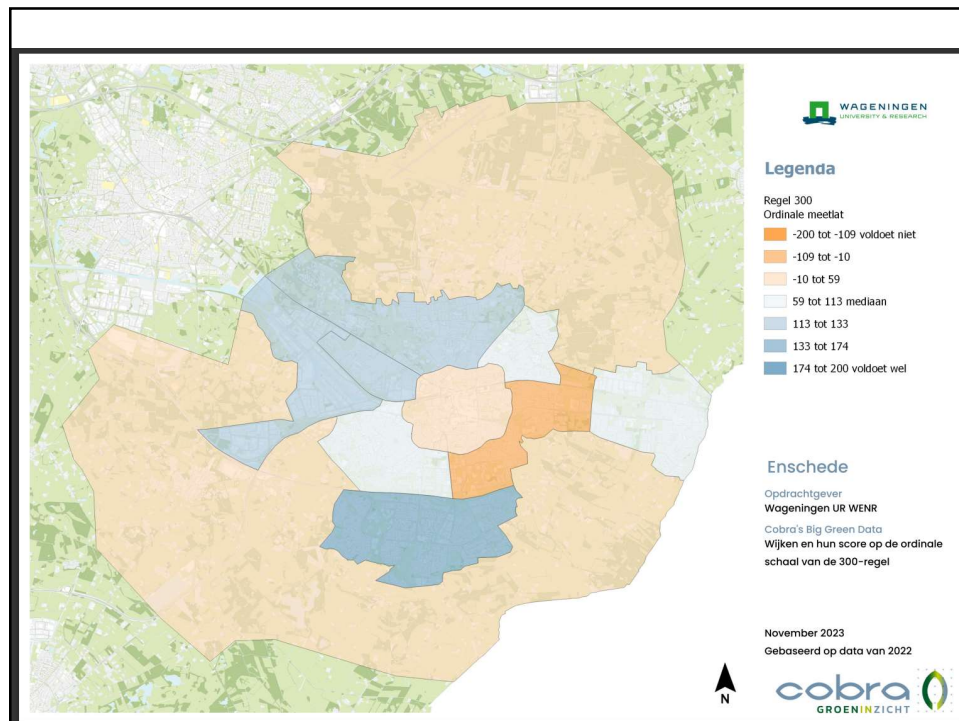 WAGENINGEN
UNIVERSITY & RESEARCH
Legenda
Regel 300
Ordinale meetlat
-200 tot -109 voldoet niet
-109 tot -10
-10 tot 59
59 tot 113 mediaan
113 tot 133
133 tot 174
174 tot 200 voldoet wel
Enschede
Opdrachtgever
Wageningen UR WENR
Cobra's Big Green Data
Wijken en hun score op de ordinale
schaal van de 300-regel
November 2023
Gebaseerd op data van 2022
N
cobra
GROENINZICHT